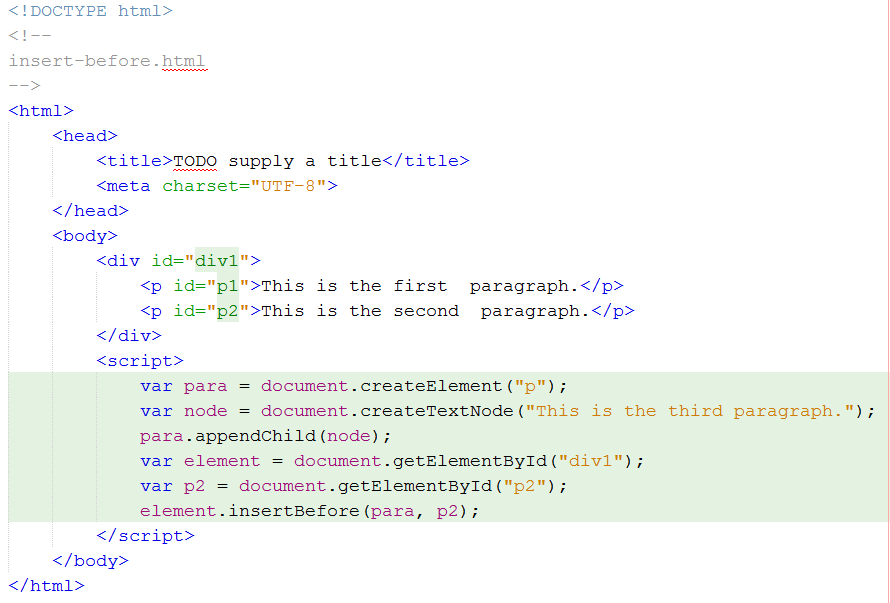 <!DOCTYPE html>
<!--
insert-before.html
-->
<html>
    <head>
        <title>TODO supply a title</title>
        <meta charset="UTF-8">
    </head>
    <body>
        <div id="div1">
            <p id="p1">This is the first  paragraph.</p>
            <p id="p2">This is the second  paragraph.</p>
        </div>
        <script>
            var para = document.createElement("p");
            var node = document.createTextNode("This is the third paragraph.");
            para.appendChild(node);
            var element = document.getElementById("div1");
            var p2 = document.getElementById("p2");
            element.insertBefore(para, p2);
        </script>
    </body>
</html>